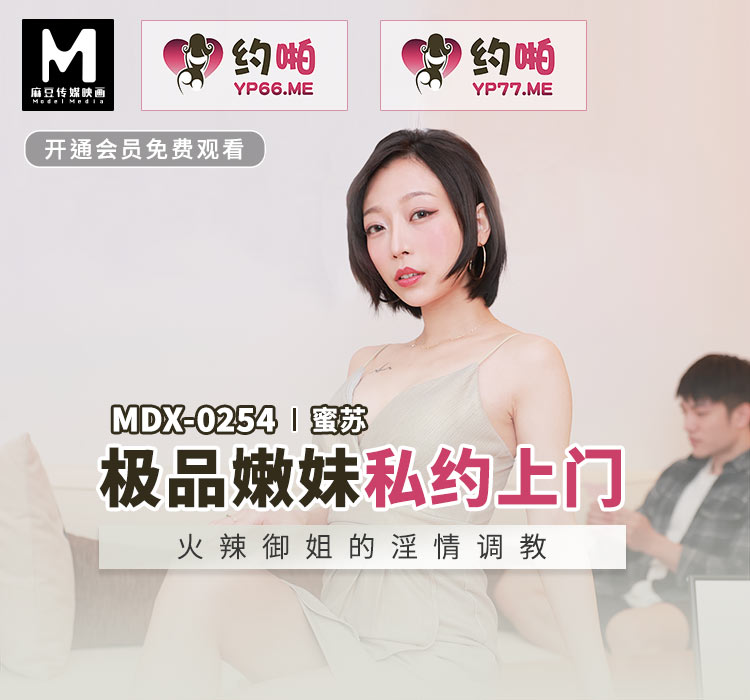 麻豆传媒映画
Model Media
约啪
YP66.ME
约啪
YP77.ME
开通会员免费观看
MDX-0254 | 蜜苏
极品嫩妹私约上门
火辣御姐的淫情调教